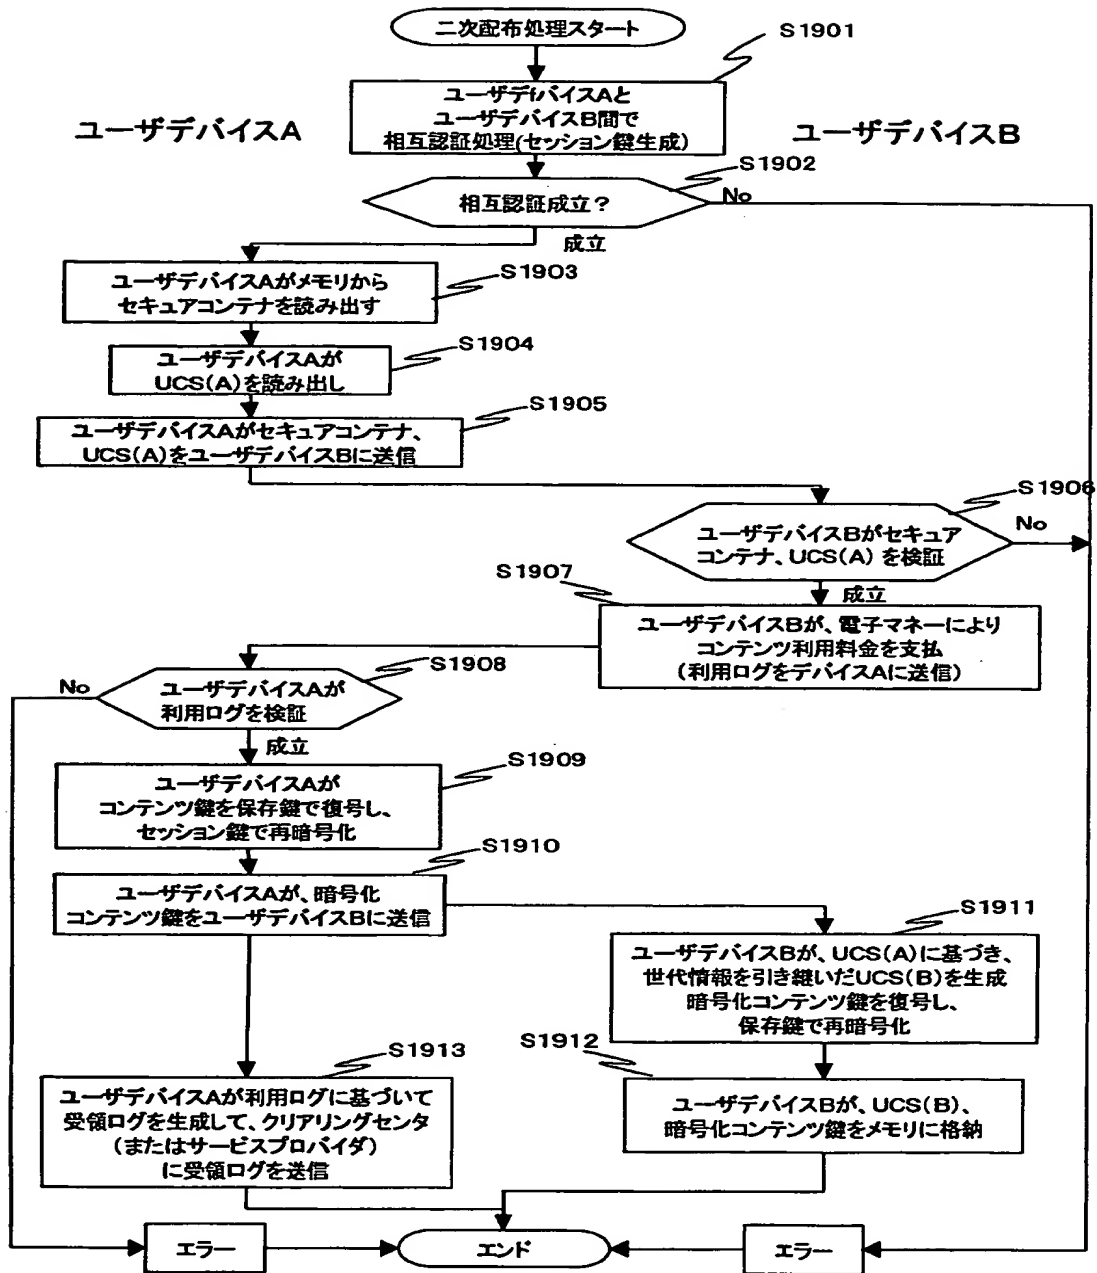 二次配布処理スタート
S1901
ユーザデfバイスAと
ユーザデバイスB間で
相互認証処理(セッション鍵生成)
ユーザデバイスA
ユーザデバイスB
S1902
相互認証成立?
No
成立
S1903
ユーザデバイスAがメモリから
セキュアコンテナを読み出す
S1904
ユーザデバイスAが
UCS(A)を読み出し
S1905
ユーザデバイスAがセキュアコンテナ、
UCS(A)をユーザデバイスBに送信
S1906
ユーザデバイスBがセキュア
コンテナ、UCS(A) を検証
No
成立
S1907
ユーザデバイスBが、電子マネーにより
コンテンツ利用料金を支払
(利用ログをデバイスAに送信)
S1908
No
ユーザデバイスAが
利用ログを検証
成立
S1909
ユーザデバイスAが
コンテンツ鍵を保存鍵で復号し、
セッション鍵で再暗号化
S1910
ユーザデバイスAが、暗号化
コンテンツ鍵をユーザデバイスBに送信
S1911
ユーザデバイスBが、UCS(A)に基づき、
世代情報を引き継いだUCS(B)を生成
暗号化コンテンツ鍵を復号し、
保存鍵で再暗号化
S1912
ユーザデバイスBが、UCS(B)、
暗号化コンテンツ鍵をメモリに格納
S1913
ユーザデバイスAが利用ログに基づいて
受領ログを生成して、クリアリングセンタ
(またはサービスプロバイダ)
に受領ログを送信
エラー
エンド
エラー